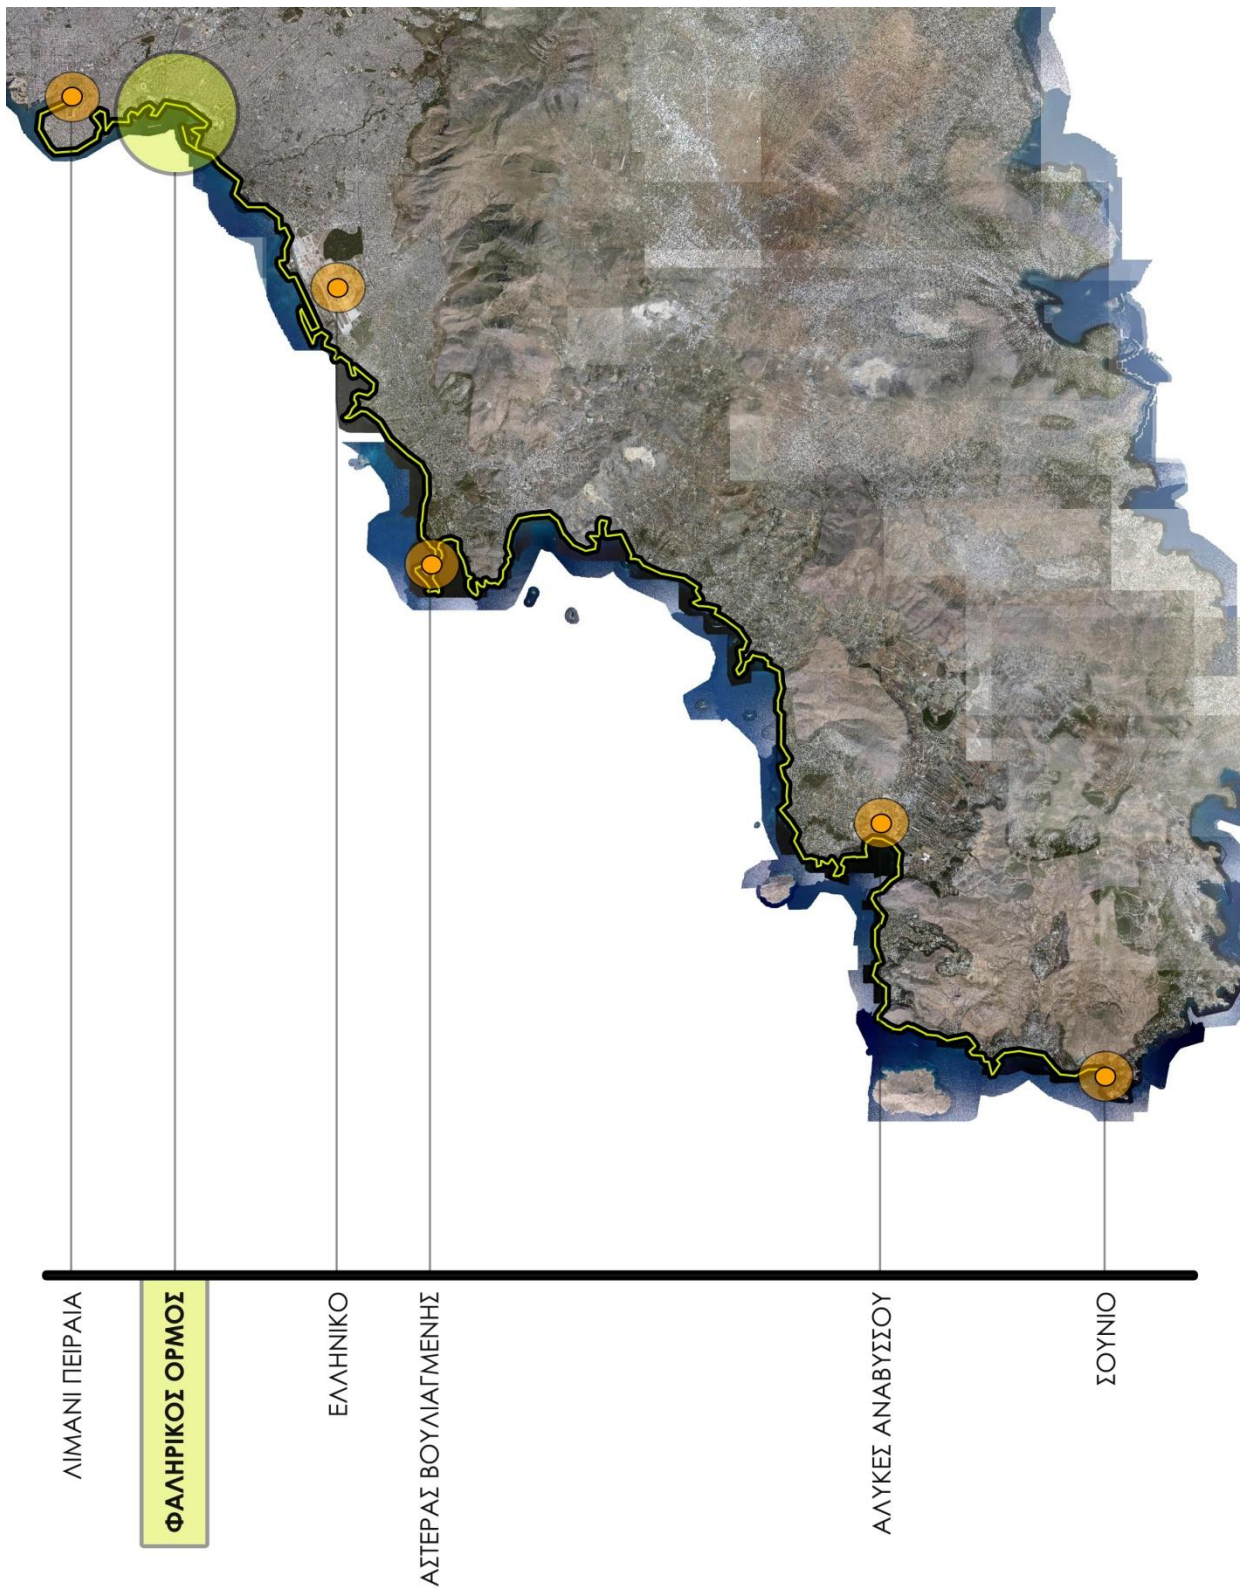 ΛΙΜΑΝΙ ΠΕΙΡΑΙΑ
ΦΑΛΗΡΙΚΟΣ ΟΡΜΟΣ
ΕΛΛΗΝΙΚΟ
ΑΣΤΕΡΑΣ ΒΟΥΛΙΑΓΜΕΝΗΣ
ΑΛΥΚΕΣ ΑΝΑΒΥΣΣΟΥ
ΣΟΥΝΙΟ